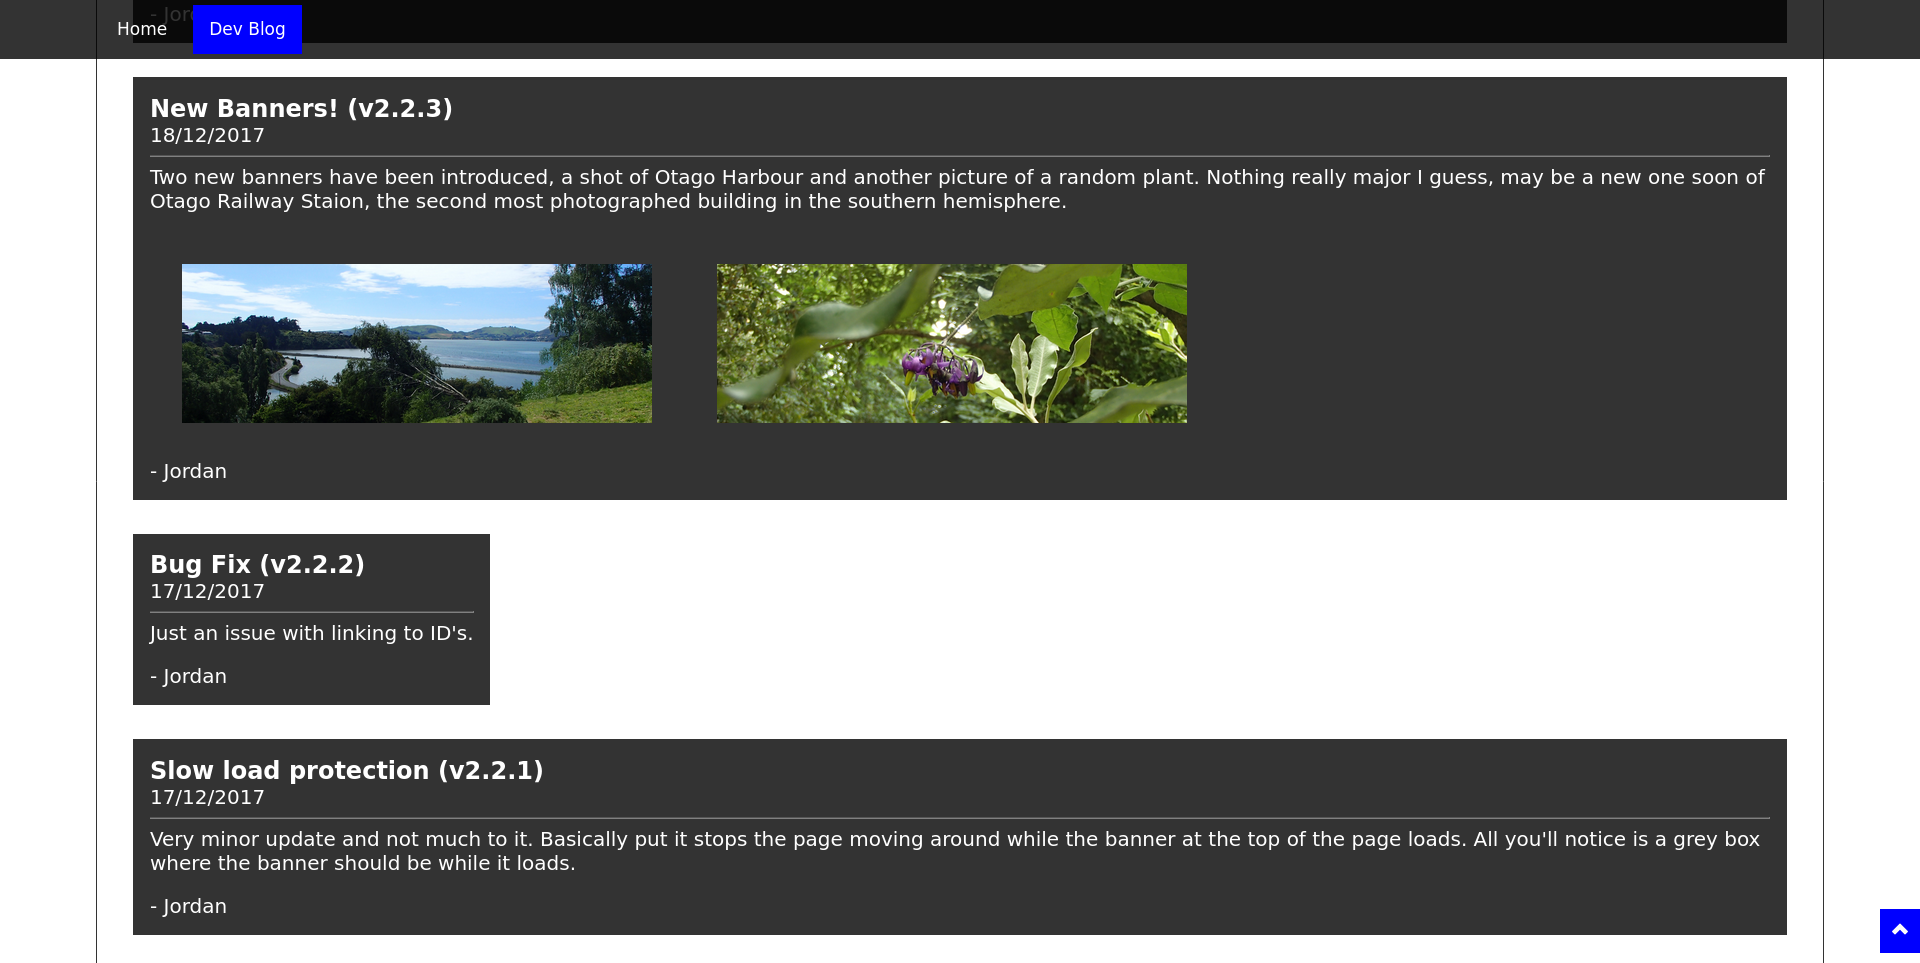 - Jor
Home
Dev Blog
New Banners! (v2.2.3)
18/12/2017
Two new banners have been introduced, a shot of Otago Harbour and another picture of a random plant. Nothing really major I guess, may be a new one soon of
Otago Railway Staion, the second most photographed building in the southern hemisphere.
- Jordan
Bug Fix (v2.2.2)
17/12/2017
Just an issue with linking to ID's.
- Jordan
Slow load protection (v2.2.1)
17/12/2017
Very minor update and not much to it. Basically put it stops the page moving around while the banner at the top of the page loads. All you'll notice is a grey box
where the banner should be while it loads.
- Jordan